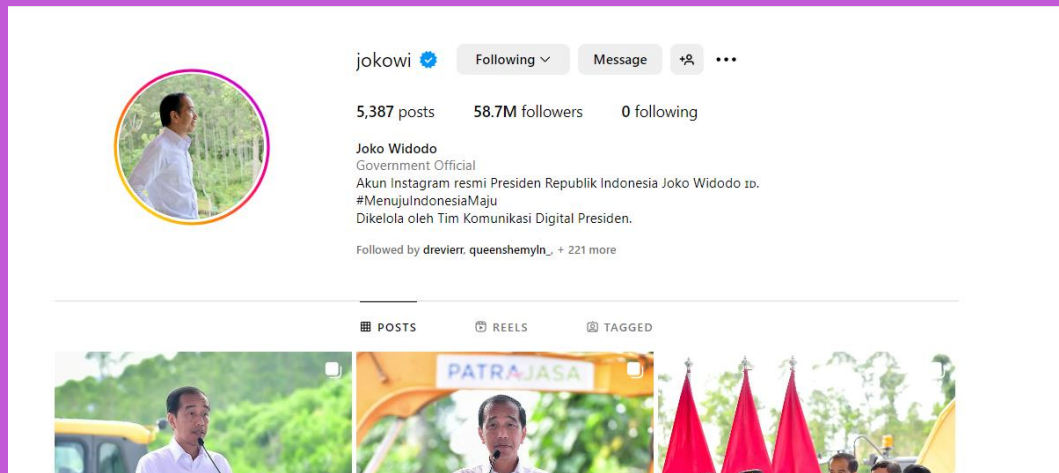 jokowi Following Message
5,387 posts 58.7M followers 0 following
Joko Widodo
Government Official
Akun Instagram resmi Presiden Republik Indonesia Joko Widodo ID.
#MenujuIndonesiaMaju
Dikelola oleh Tim Komunikasi Digital Presiden.
Followed by drevierr, queenshemyln_, + 221 more
POSTS REELS TAGGED
PATRAJASA